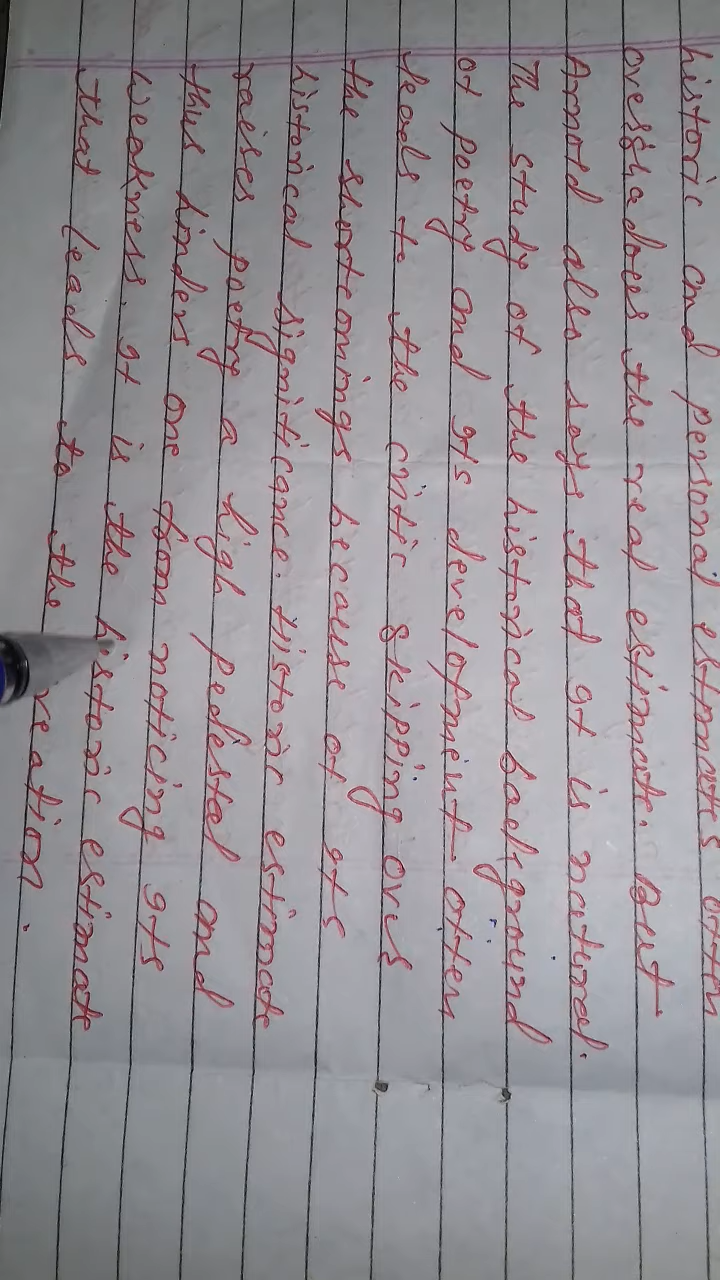 historic and personal estimate's often
overshadows the real estimate. But
Arnold also says that It is natural.
The study of the historical background
of poetry and Its development often
leads to the critic skipping over
the shortcomings because of Its
historical significance. Historic estimate
raises poetry a high pedestal and
thus hinders one from noticing Its
weakness. It is the historic estimate
that leads to the